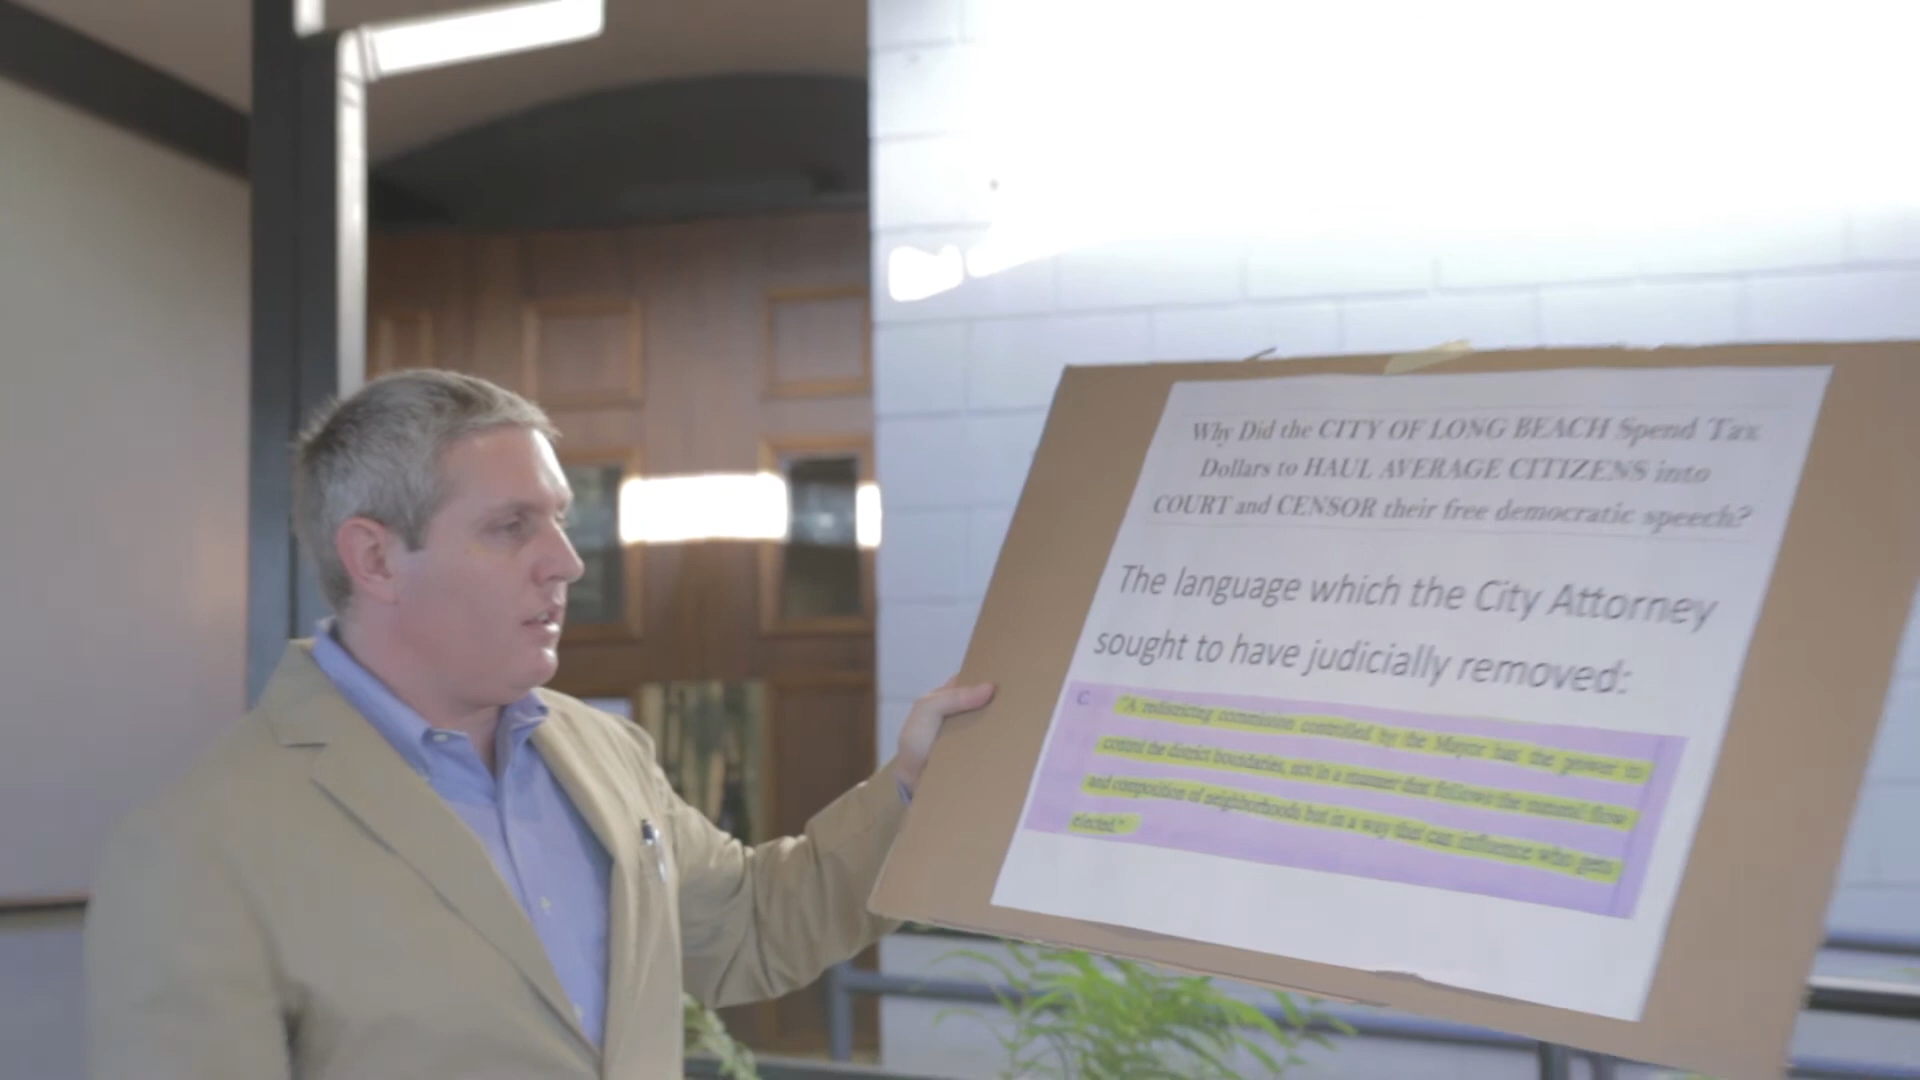 Why Did the CITY OF LONG BEACH Spend Tax
Dollars to HAUL AVERAGE CITIZENS into
COURT and CENSOR their free democratic speech?
The language which the City Attorney
sought to have judicially removed:
C. "A redistricting commission controlled by the Mayor has the power to
control the district boundaries, not in a manner that follows the natural flow
and composition of neighborhoods but in a way that can influence who gets
elected."